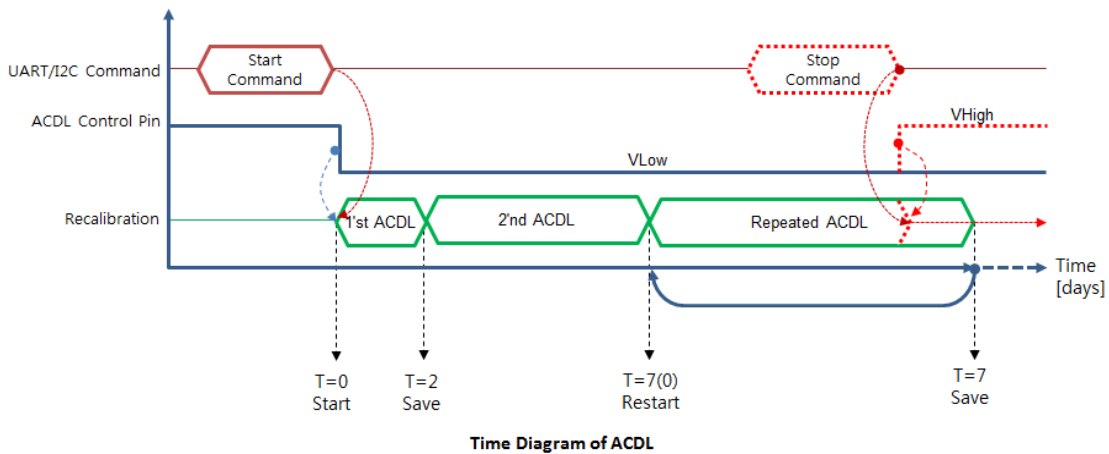 UART/I2C Command
Start
Command
Stop
Command
ACDL Control Pin
VHigh
VLow
Recalibration
1'st ACDL
2'nd ACDL
Repeated ACDL
Time
[days]
T=0
Start
T=2
Save
T=7(0)
Restart
T=7
Save
Time Diagram of ACDL